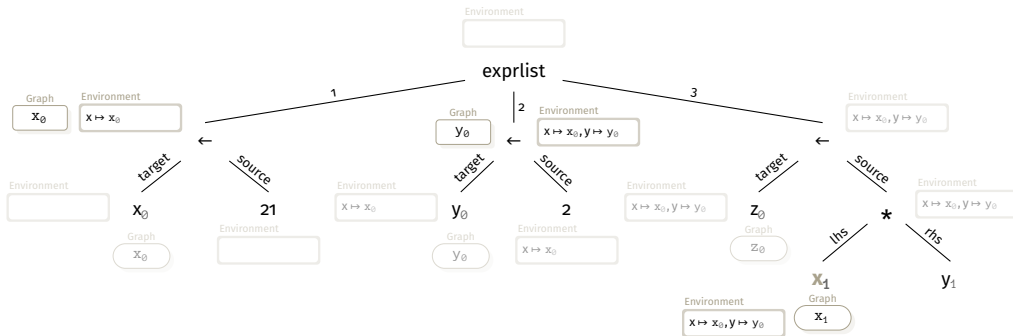 Environment
exprlist
1
2
3
Graph
x₀
Environment
x ↦ x₀
←
y₀
←
Environment
x ↦ x₀, y ↦ y₀
Environment
x ↦ x₀, y ↦ y₀
←
Graph
target
source
target
source
target
source
Environment
x₀
Graph
x₀
21
Environment
Environment
x ↦ x₀
y₀
Graph
y₀
2
Environment
x ↦ x₀
Environment
x ↦ x₀, y ↦ y₀
z₀
Graph
z₀
*
Environment
x ↦ x₀, y ↦ y₀
lhs
rhs
x₁
y₁
Environment
x ↦ x₀, y ↦ y₀
Graph
x₁